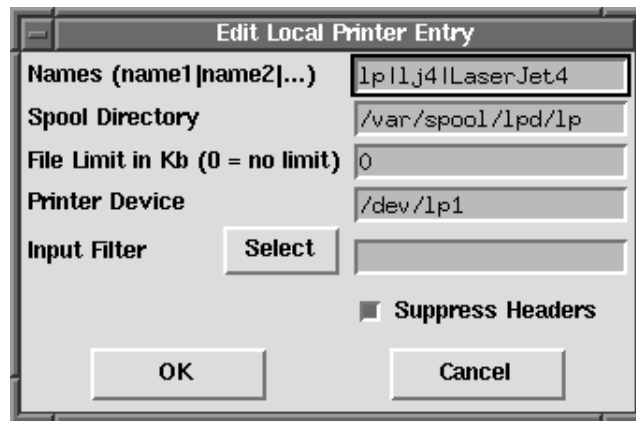 Edit Local Printer Entry
Names (name1|name2|...) lp|lj4|LaserJet4
Spool Directory /var/spool/lpd/lp
File Limit in Kb (0 = no limit) 0
Printer Device /dev/lp1
Input Filter Select
Suppress Headers
OK Cancel